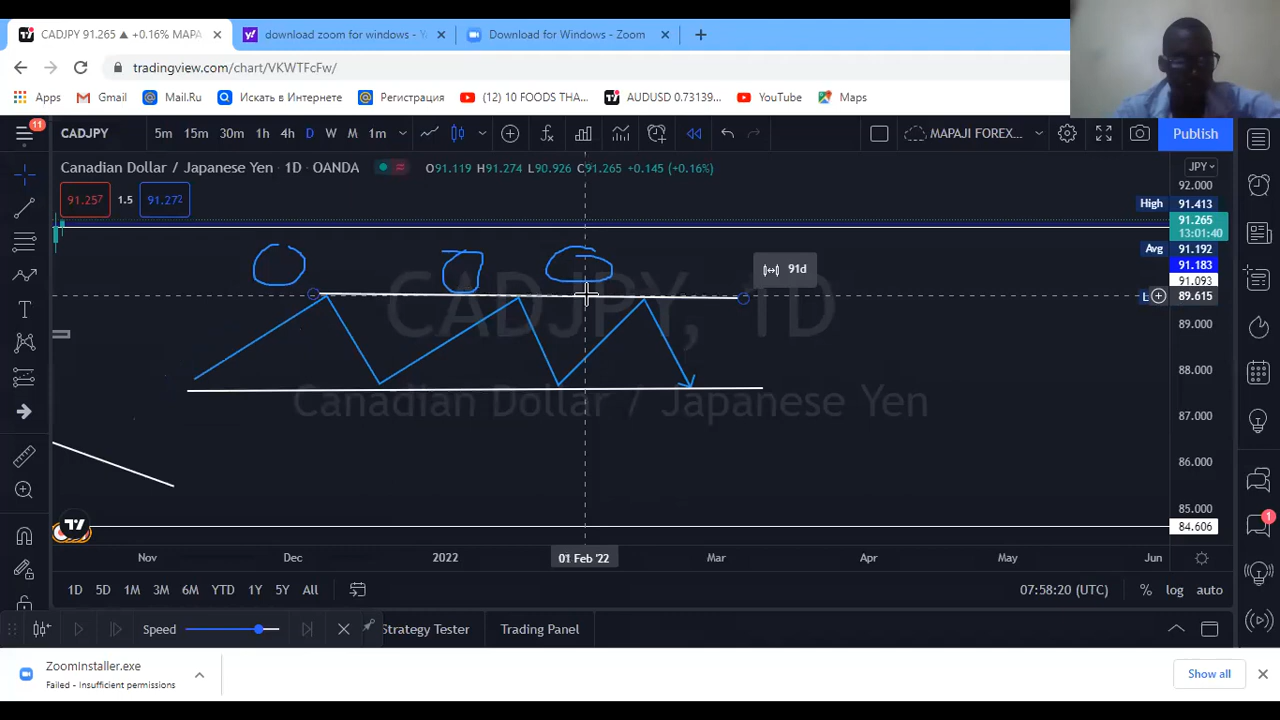 CADJPY 91.265 ▲ +0.16% MAPA
download zoom for windows - Y
Download for Windows - Zoom
tradingview.com/chart/VKWTFcFw/
Apps Gmail Mail.Ru Искать в Интернете Регистрация (12) 10 FOODS THA... AUDUSD 0.73139... YouTube Maps
11
CADJPY 5m 15m 30m 1h 4h D W M 1m MAPAJI FOREX... Publish
Canadian Dollar / Japanese Yen · 1D · OANDA O91.119 H91.274 L90.926 C91.265 +0.145 (+0.16%) JPY
92.000
91.257 1.5 91.272
High 91.413
91.265
13:01:40
Avg 91.192
91.183
91.093
91d
89.615
CADJPY, 1D
Canadian Dollar / Japanese Yen
89.000
88.000
87.000
86.000
85.000
84.606
1
Nov Dec 2022 01 Feb '22 Mar Apr May Jun
1D 5D 1M 3M 6M YTD 1Y 5Y All 07:58:20 (UTC) % log auto
Speed Strategy Tester Trading Panel
ZoomInstaller.exe
Failed - Insufficient permissions
Show all